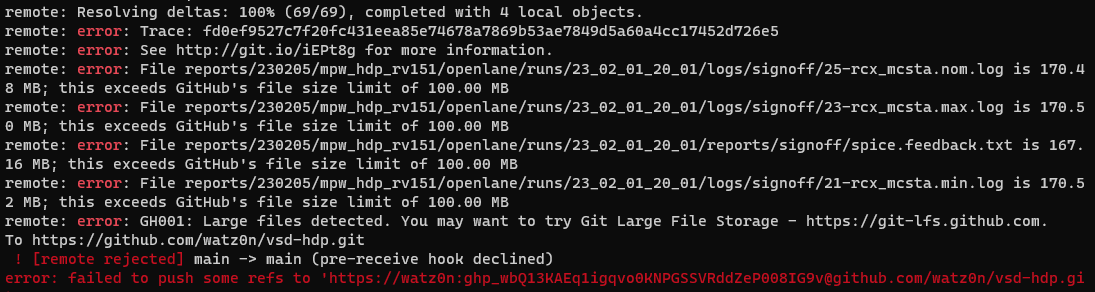 remote: Resolving deltas: 100% (69/69), completed with 4 local objects.
remote: error: Trace: fd0ef9527c7f20fc431eea85e74678a7869b53ae7849d5a60a4cc17452d726e5
remote: error: See http://git.io/iEPt8g for more information.
remote: error: File reports/230205/mpw_hdp_rv151/openlane/runs/23_02_01_20_01/logs/signoff/25-rcx_mcsta.nom.log is 170.4
8 MB; this exceeds GitHub's file size limit of 100.00 MB
remote: error: File reports/230205/mpw_hdp_rv151/openlane/runs/23_02_01_20_01/logs/signoff/23-rcx_mcsta.max.log is 170.5
0 MB; this exceeds GitHub's file size limit of 100.00 MB
remote: error: File reports/230205/mpw_hdp_rv151/openlane/runs/23_02_01_20_01/reports/signoff/spice.feedback.txt is 167.
16 MB; this exceeds GitHub's file size limit of 100.00 MB
remote: error: File reports/230205/mpw_hdp_rv151/openlane/runs/23_02_01_20_01/logs/signoff/21-rcx_mcsta.min.log is 170.5
2 MB; this exceeds GitHub's file size limit of 100.00 MB
remote: error: GH001: Large files detected. You may want to try Git Large File Storage - https://git-lfs.github.com.
To https://github.com/watz0n/vsd-hdp.git
 ! [remote rejected] main -> main (pre-receive hook declined)
error: failed to push some refs to 'https://watz0n: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@github.com/watz0n/vsd-hdp.gi